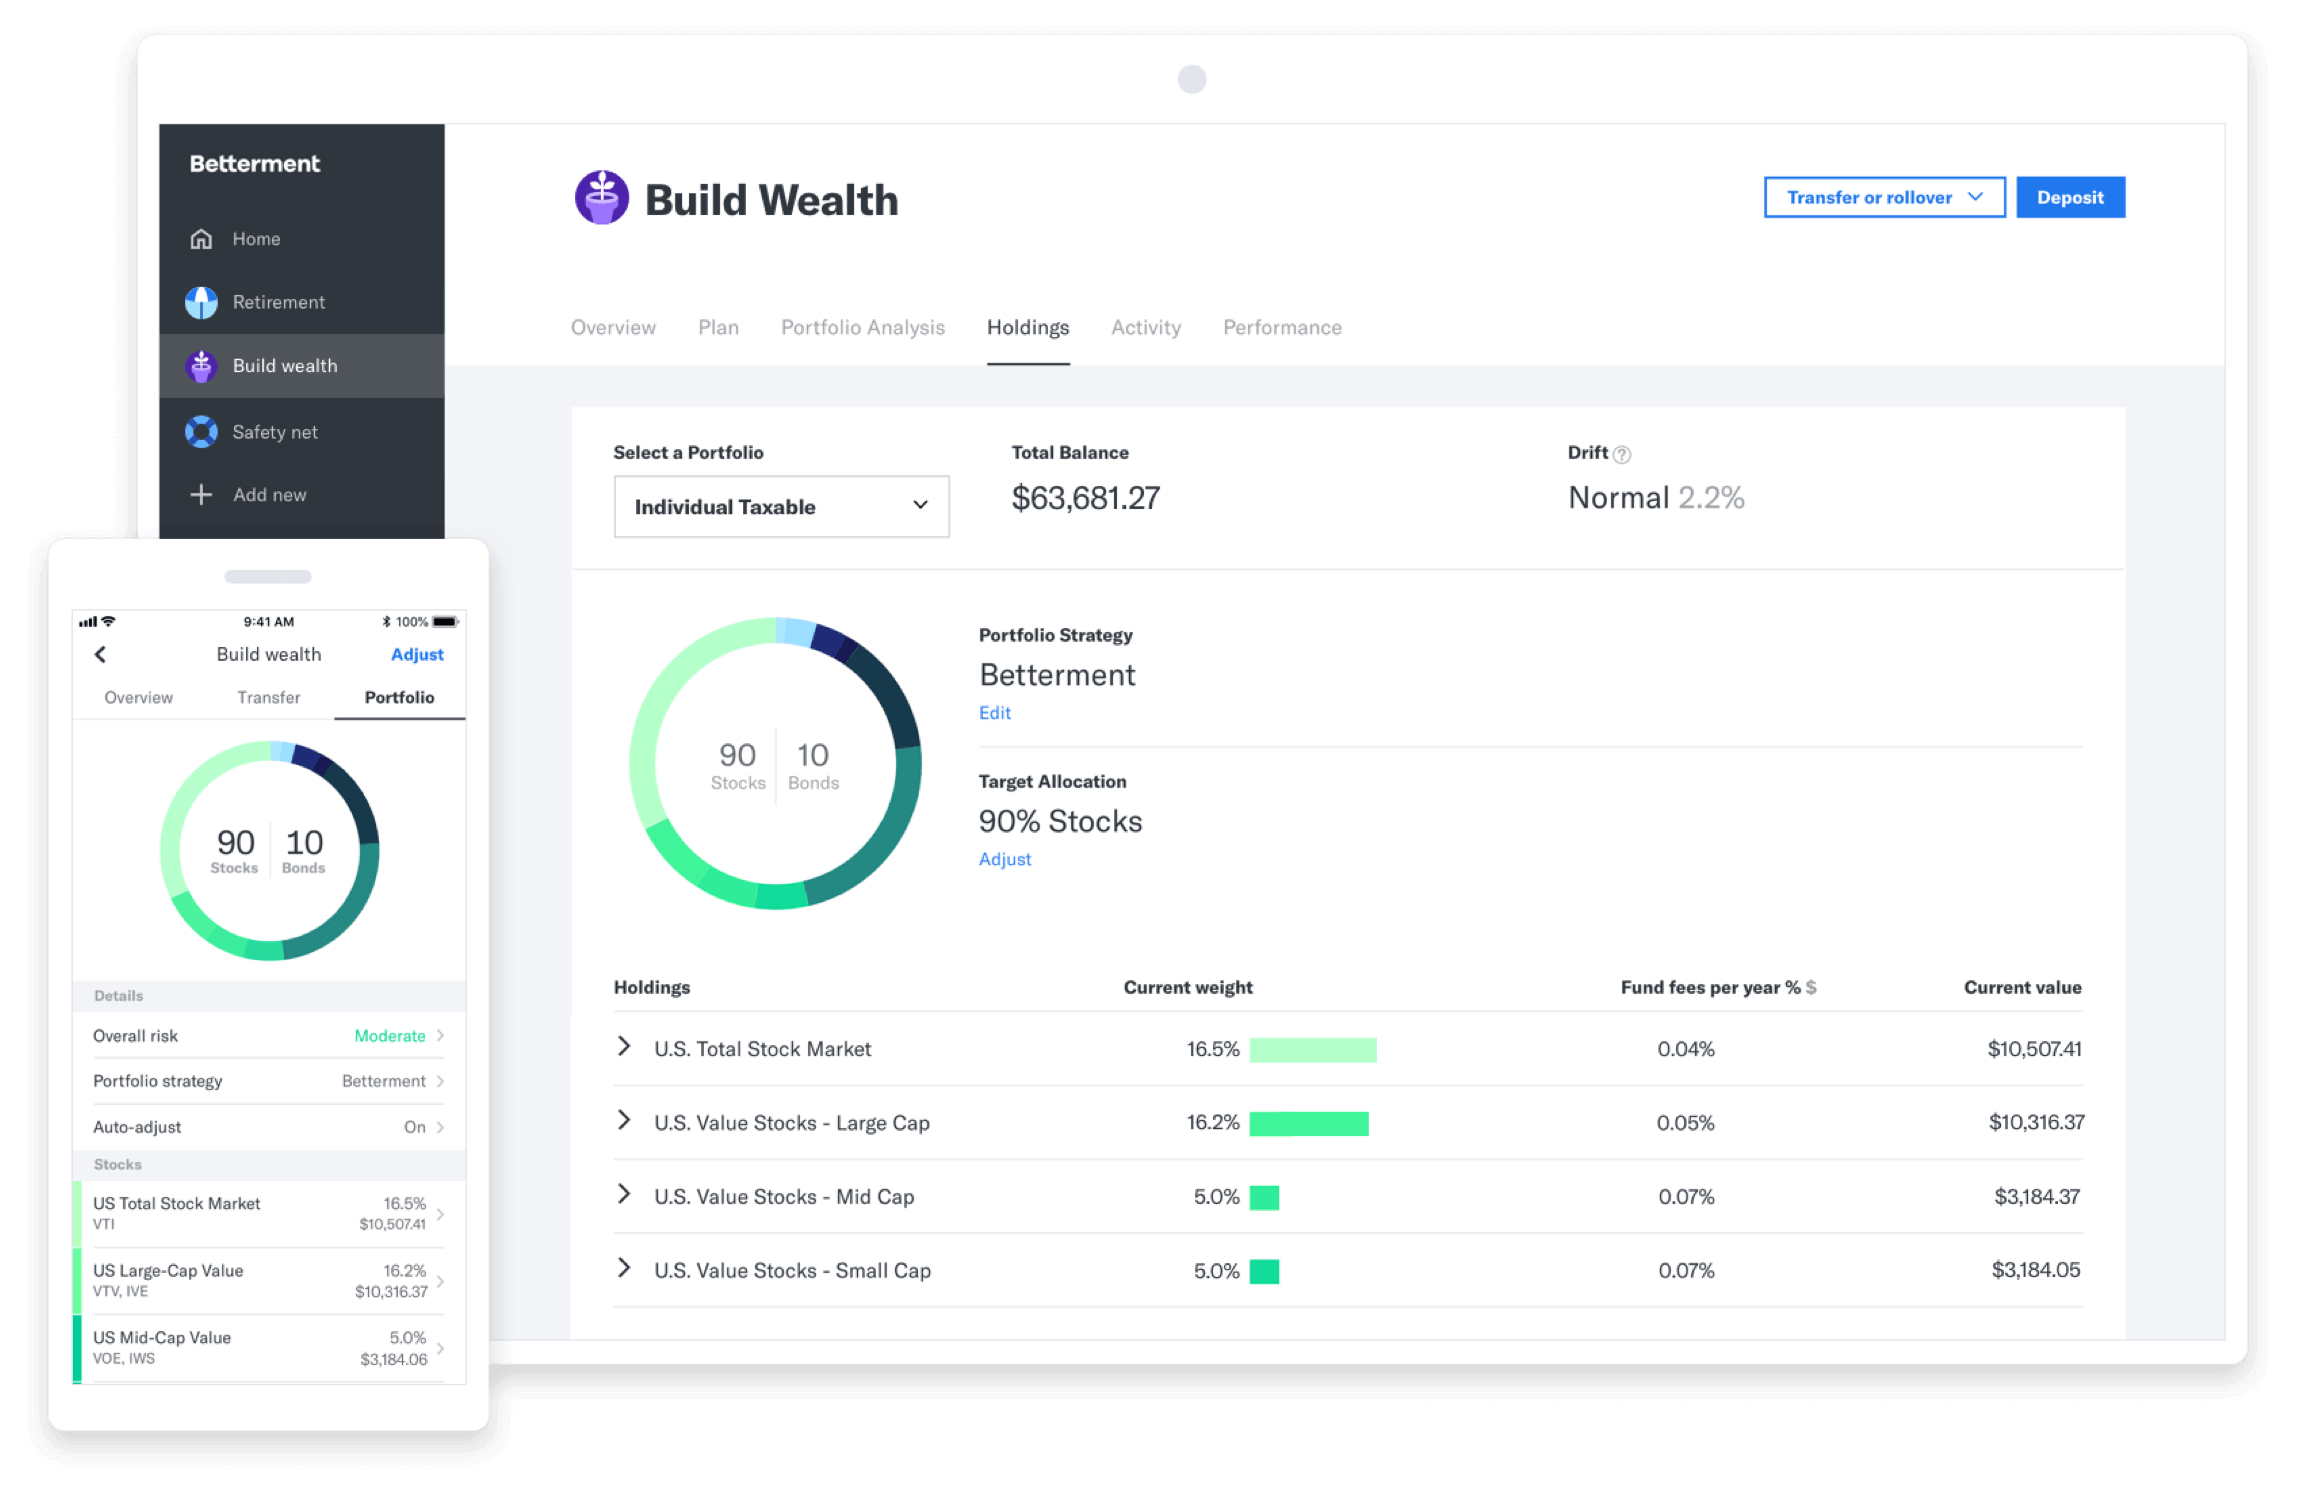 Betterment
Home
Retirement
Build wealth
Safety net
Add new
Build Wealth
Transfer or rollover
Deposit
Overview Plan Portfolio Analysis Holdings Activity Performance
Select a Portfolio
Individual Taxable
Total Balance
$63,681.27
Drift ?
Normal 2.2%
90 Stocks
10 Bonds
Portfolio Strategy
Betterment
Edit
Target Allocation
90% Stocks
Adjust
Holdings Current weight Fund fees per year % $ Current value
U.S. Total Stock Market 16.5% 0.04% $10,507.41
U.S. Value Stocks - Large Cap 16.2% 0.05% $10,316.37
U.S. Value Stocks - Mid Cap 5.0% 0.07% $3,184.37
U.S. Value Stocks - Small Cap 5.0% 0.07% $3,184.05
9:41 AM 100%
Build wealth Adjust
Overview Transfer Portfolio
90 Stocks
10 Bonds
Details
Overall risk Moderate
Portfolio strategy Betterment
Auto-adjust On
Stocks
US Total Stock Market 16.5%
VTI $10,507.41
US Large-Cap Value 16.2%
VTV, IVE $10,316.37
US Mid-Cap Value 5.0%
VOE, IWS $3,184.06